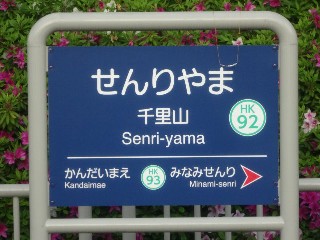 せんりやま
千里山
Senri-yama
HK
92
かんだいまえ HK 93 みなみせんり
Kandaimae Minami-senri